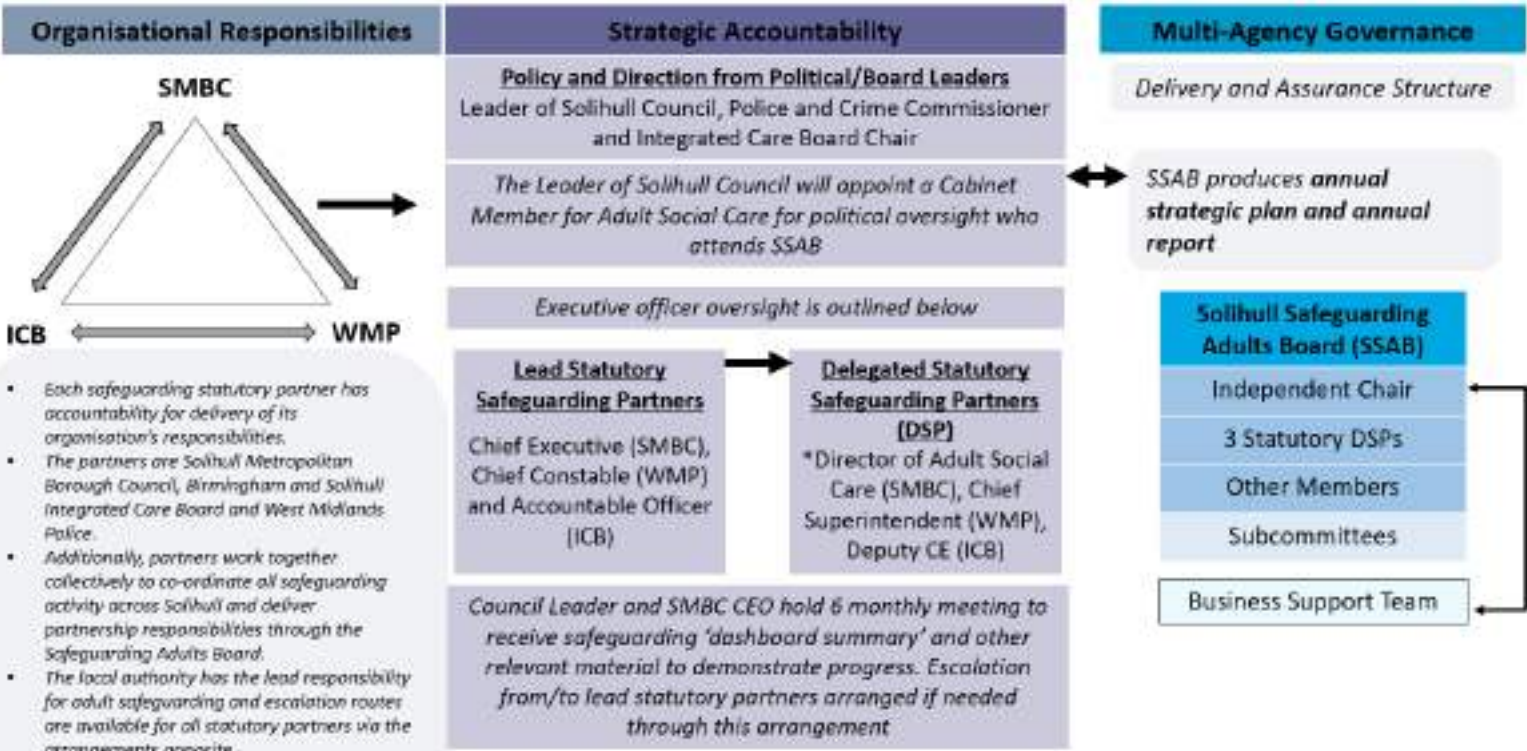 Organisational Responsibilities
SMBC
ICB
WMP
• Each safeguarding statutory partner has
accountability for delivery of its
organisation's responsibilities.
• The partners are Solihull Metropolitan
Borough Council, Birmingham and Solihull
Integrated Care Board and West Midlands
Police.
• Additionally, partners work together
collectively to co-ordinate all safeguarding
activity across Solihull and deliver
partnership responsibilities through the
Safeguarding Adults Board.
• The local authority has the lead responsibility
for adult safeguarding and escalation routes
are available for all statutory partners via the
arrangements opposite
Strategic Accountability
Policy and Direction from Political/Board Leaders
Leader of Solihull Council, Police and Crime Commissioner
and Integrated Care Board Chair
The Leader of Solihull Council will appoint a Cabinet
Member for Adult Social Care for political oversight who
attends SSAB
Executive officer oversight is outlined below
Lead Statutory
Safeguarding Partners
Chief Executive (SMBC),
Chief Constable (WMP)
and Accountable Officer
(ICB)
Delegated Statutory
Safeguarding Partners
(DSP)
*Director of Adult Social
Care (SMBC), Chief
Superintendent (WMP),
Deputy CE (ICB)
Council Leader and SMBC CEO hold 6 monthly meeting to
receive safeguarding 'dashboard summary' and other
relevant material to demonstrate progress. Escalation
from/to lead statutory partners arranged if needed
through this arrangement
Multi-Agency Governance
Delivery and Assurance Structure
SSAB produces annual
strategic plan and annual
report
Solihull Safeguarding
Adults Board (SSAB)
Independent Chair
3 Statutory DSPs
Other Members
Subcommittees
Business Support Team